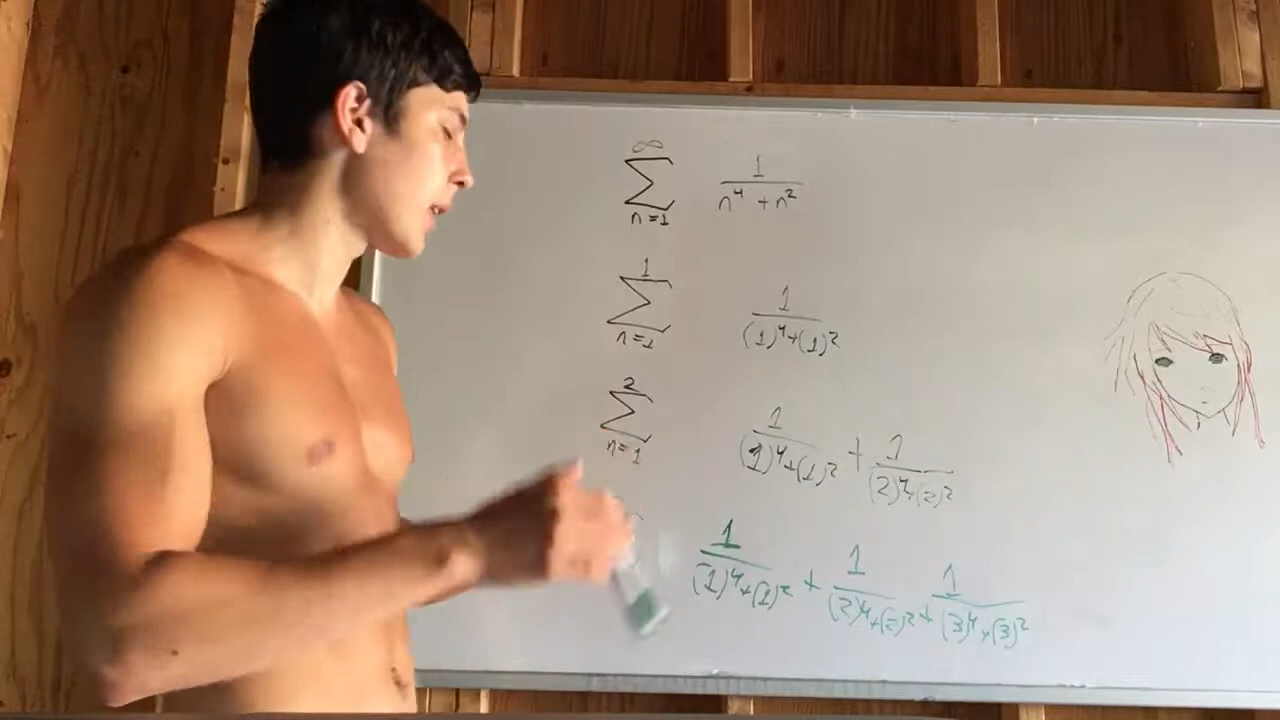 ∞
∑ 1/(n⁴ + n²)
n=1
1
∑ 1/((1)⁴+(1)²)
n=1
2
∑ 1/((1)⁴+(1)²) + 1/((2)⁴+(2)²)
n=1
1/((1)⁴+(1)²) + 1/((2)⁴+(2)²) + 1/((3)⁴+(3)²)